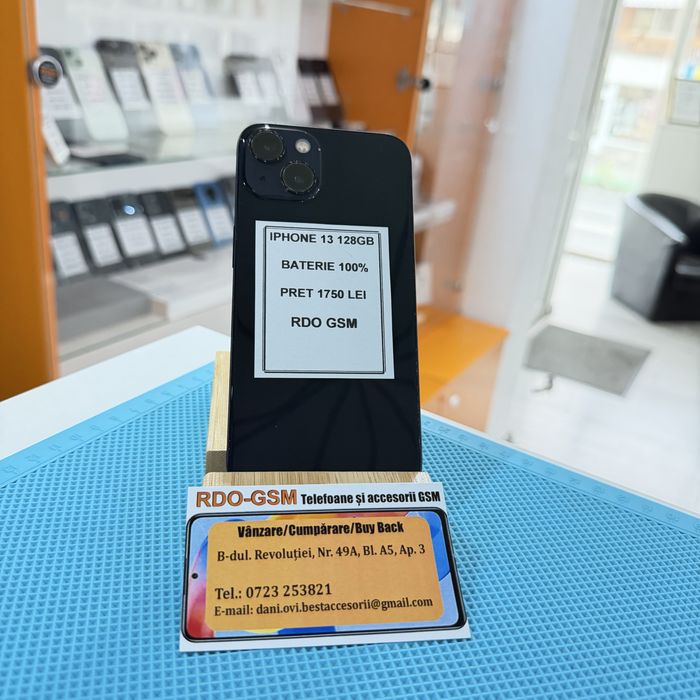 IPHONE 13 128GB
BATERIE 100%
PRET 1750 LEI
RDO GSM
RDO-GSM Telefoane și accesorii GSM
Vânzare/Cumpărare/Buy Back
B-dul. Revoluției, Nr. 49A, Bl. A5, Ap. 3
Tel.: 0723 253821
E-mail: dani.ovi.bestaccesorii@gmail.com